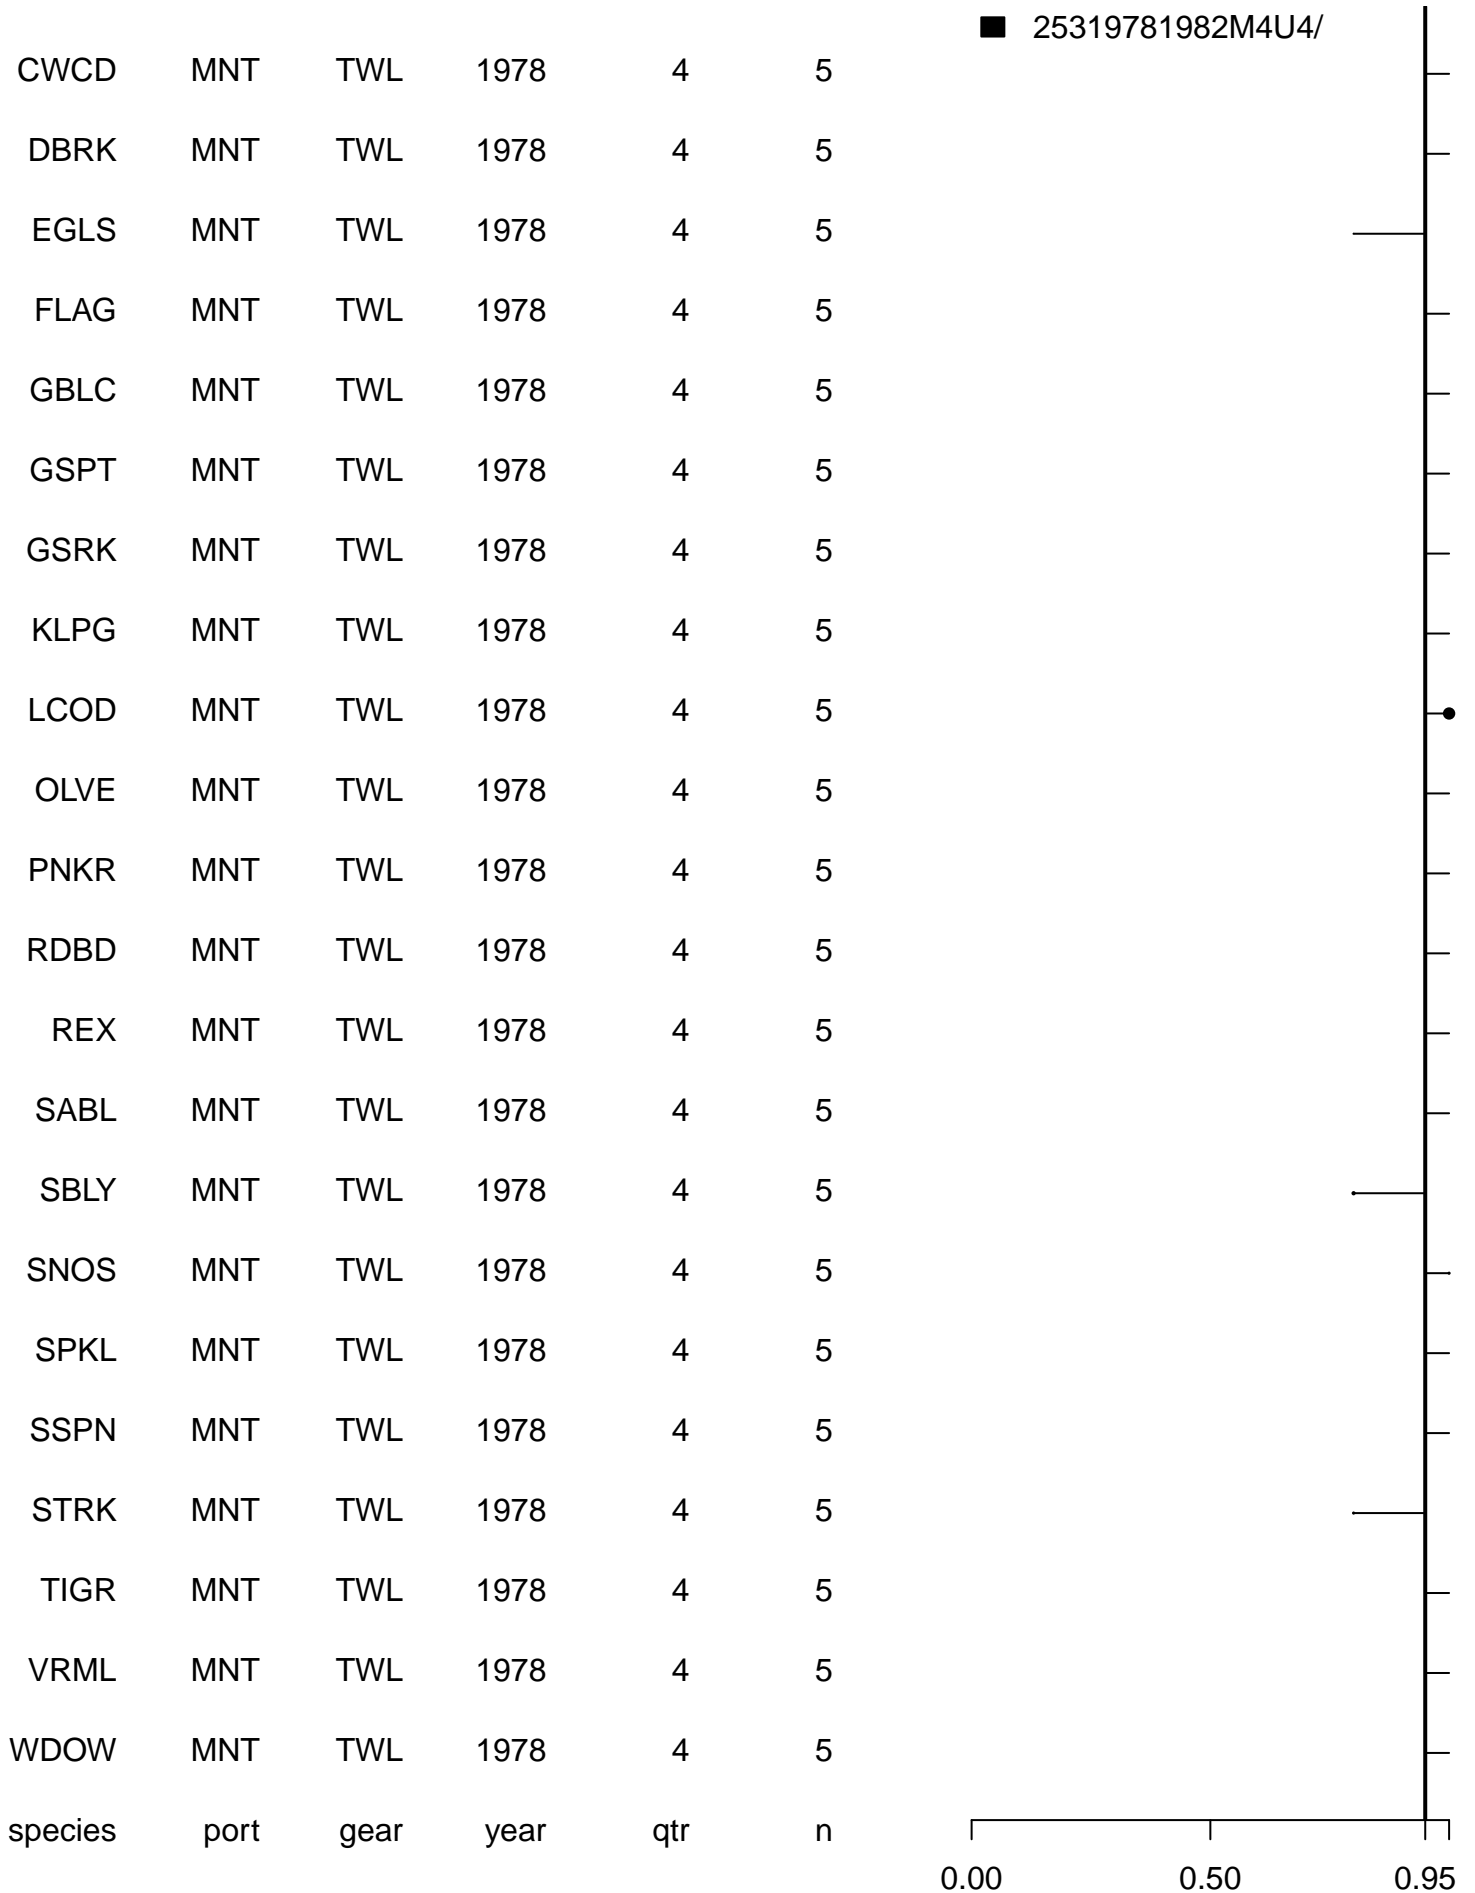 25319781982M4U4/
CWCD MNT TWL 1978 4 5
DBRK MNT TWL 1978 4 5
EGLS MNT TWL 1978 4 5
FLAG MNT TWL 1978 4 5
GBLC MNT TWL 1978 4 5
GSPT MNT TWL 1978 4 5
GSRK MNT TWL 1978 4 5
KLPG MNT TWL 1978 4 5
LCOD MNT TWL 1978 4 5
OLVE MNT TWL 1978 4 5
PNKR MNT TWL 1978 4 5
RDBD MNT TWL 1978 4 5
REX MNT TWL 1978 4 5
SABL MNT TWL 1978 4 5
SBLY MNT TWL 1978 4 5
SNOS MNT TWL 1978 4 5
SPKL MNT TWL 1978 4 5
SSPN MNT TWL 1978 4 5
STRK MNT TWL 1978 4 5
TIGR MNT TWL 1978 4 5
VRML MNT TWL 1978 4 5
WDOW MNT TWL 1978 4 5
species port gear year qtr n
0.00 0.50 0.95